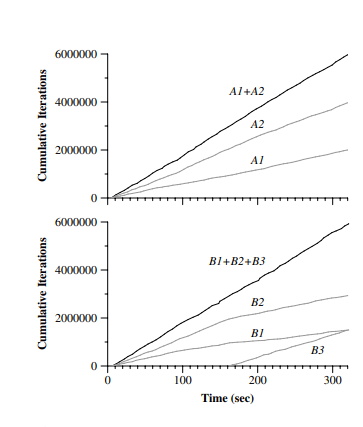 6000000
4000000
2000000
0
Cumulative Iterations
A1+A2
A2
A1
6000000
4000000
2000000
0
Cumulative Iterations
B1+B2+B3
B2
B1
B3
0 100 200 300
Time (sec)